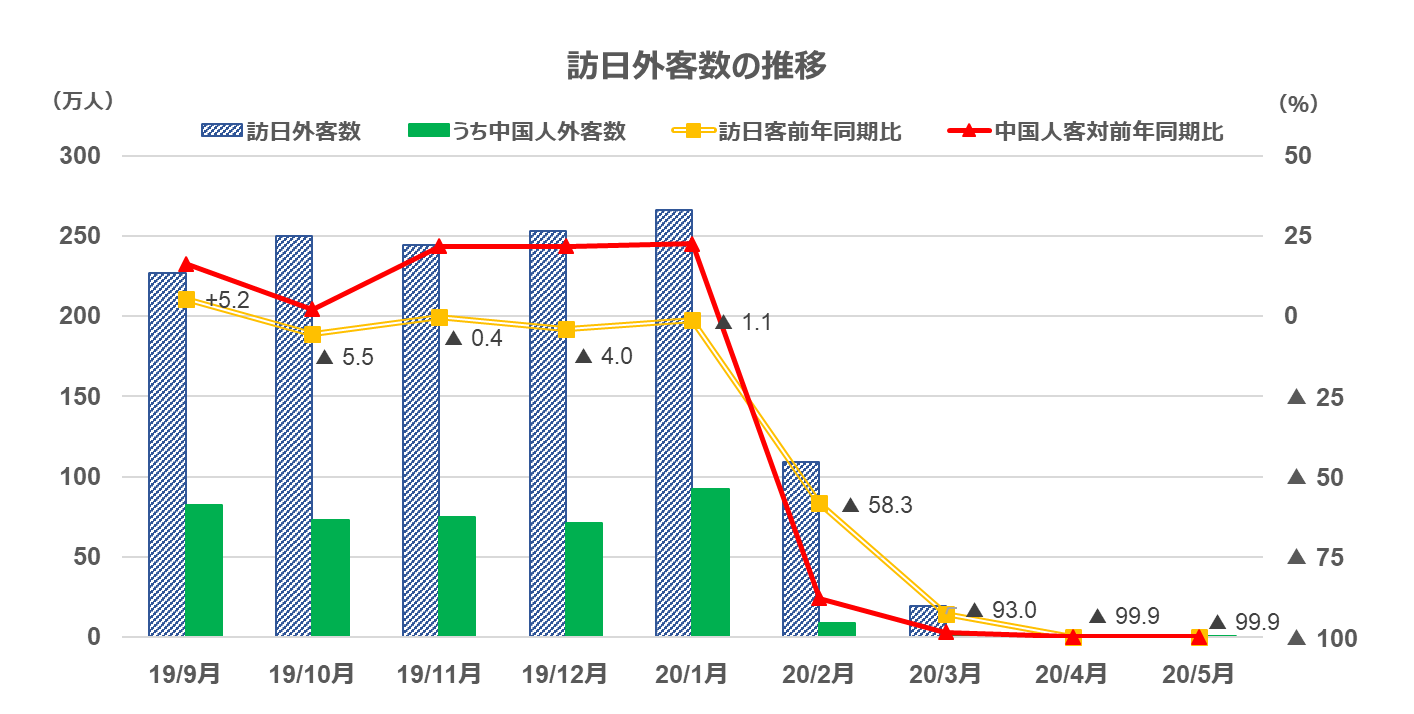 訪日外客数の推移
（万人）
（%）
訪日外客数 うち中国人外客数 訪日客前年同期比 中国人客対前年同期比
300 50
250 25
+5.2
200 0
▲ 1.1
▲ 0.4
▲ 5.5 ▲ 4.0
150 ▲ 25
100 ▲ 50
▲ 58.3
50 ▲ 75
▲ 93.0 ▲ 99.9 ▲ 99.9
0 ▲ 100
19/9月 19/10月 19/11月 19/12月 20/1月 20/2月 20/3月 20/4月 20/5月